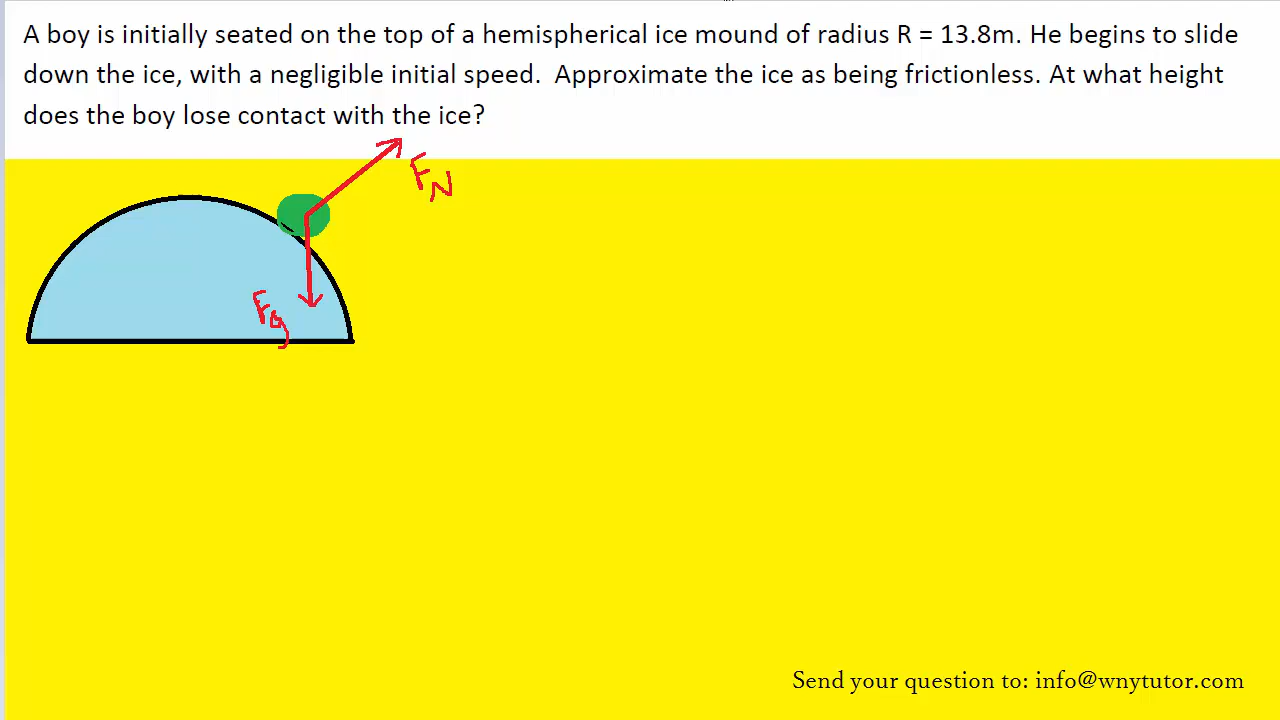 A boy is initially seated on the top of a hemispherical ice mound of radius R = 13.8m. He begins to slide
down the ice, with a negligible initial speed.  Approximate the ice as being frictionless. At what height
does the boy lose contact with the ice?
FN
Fg
Send your question to: info@wnytutor.com